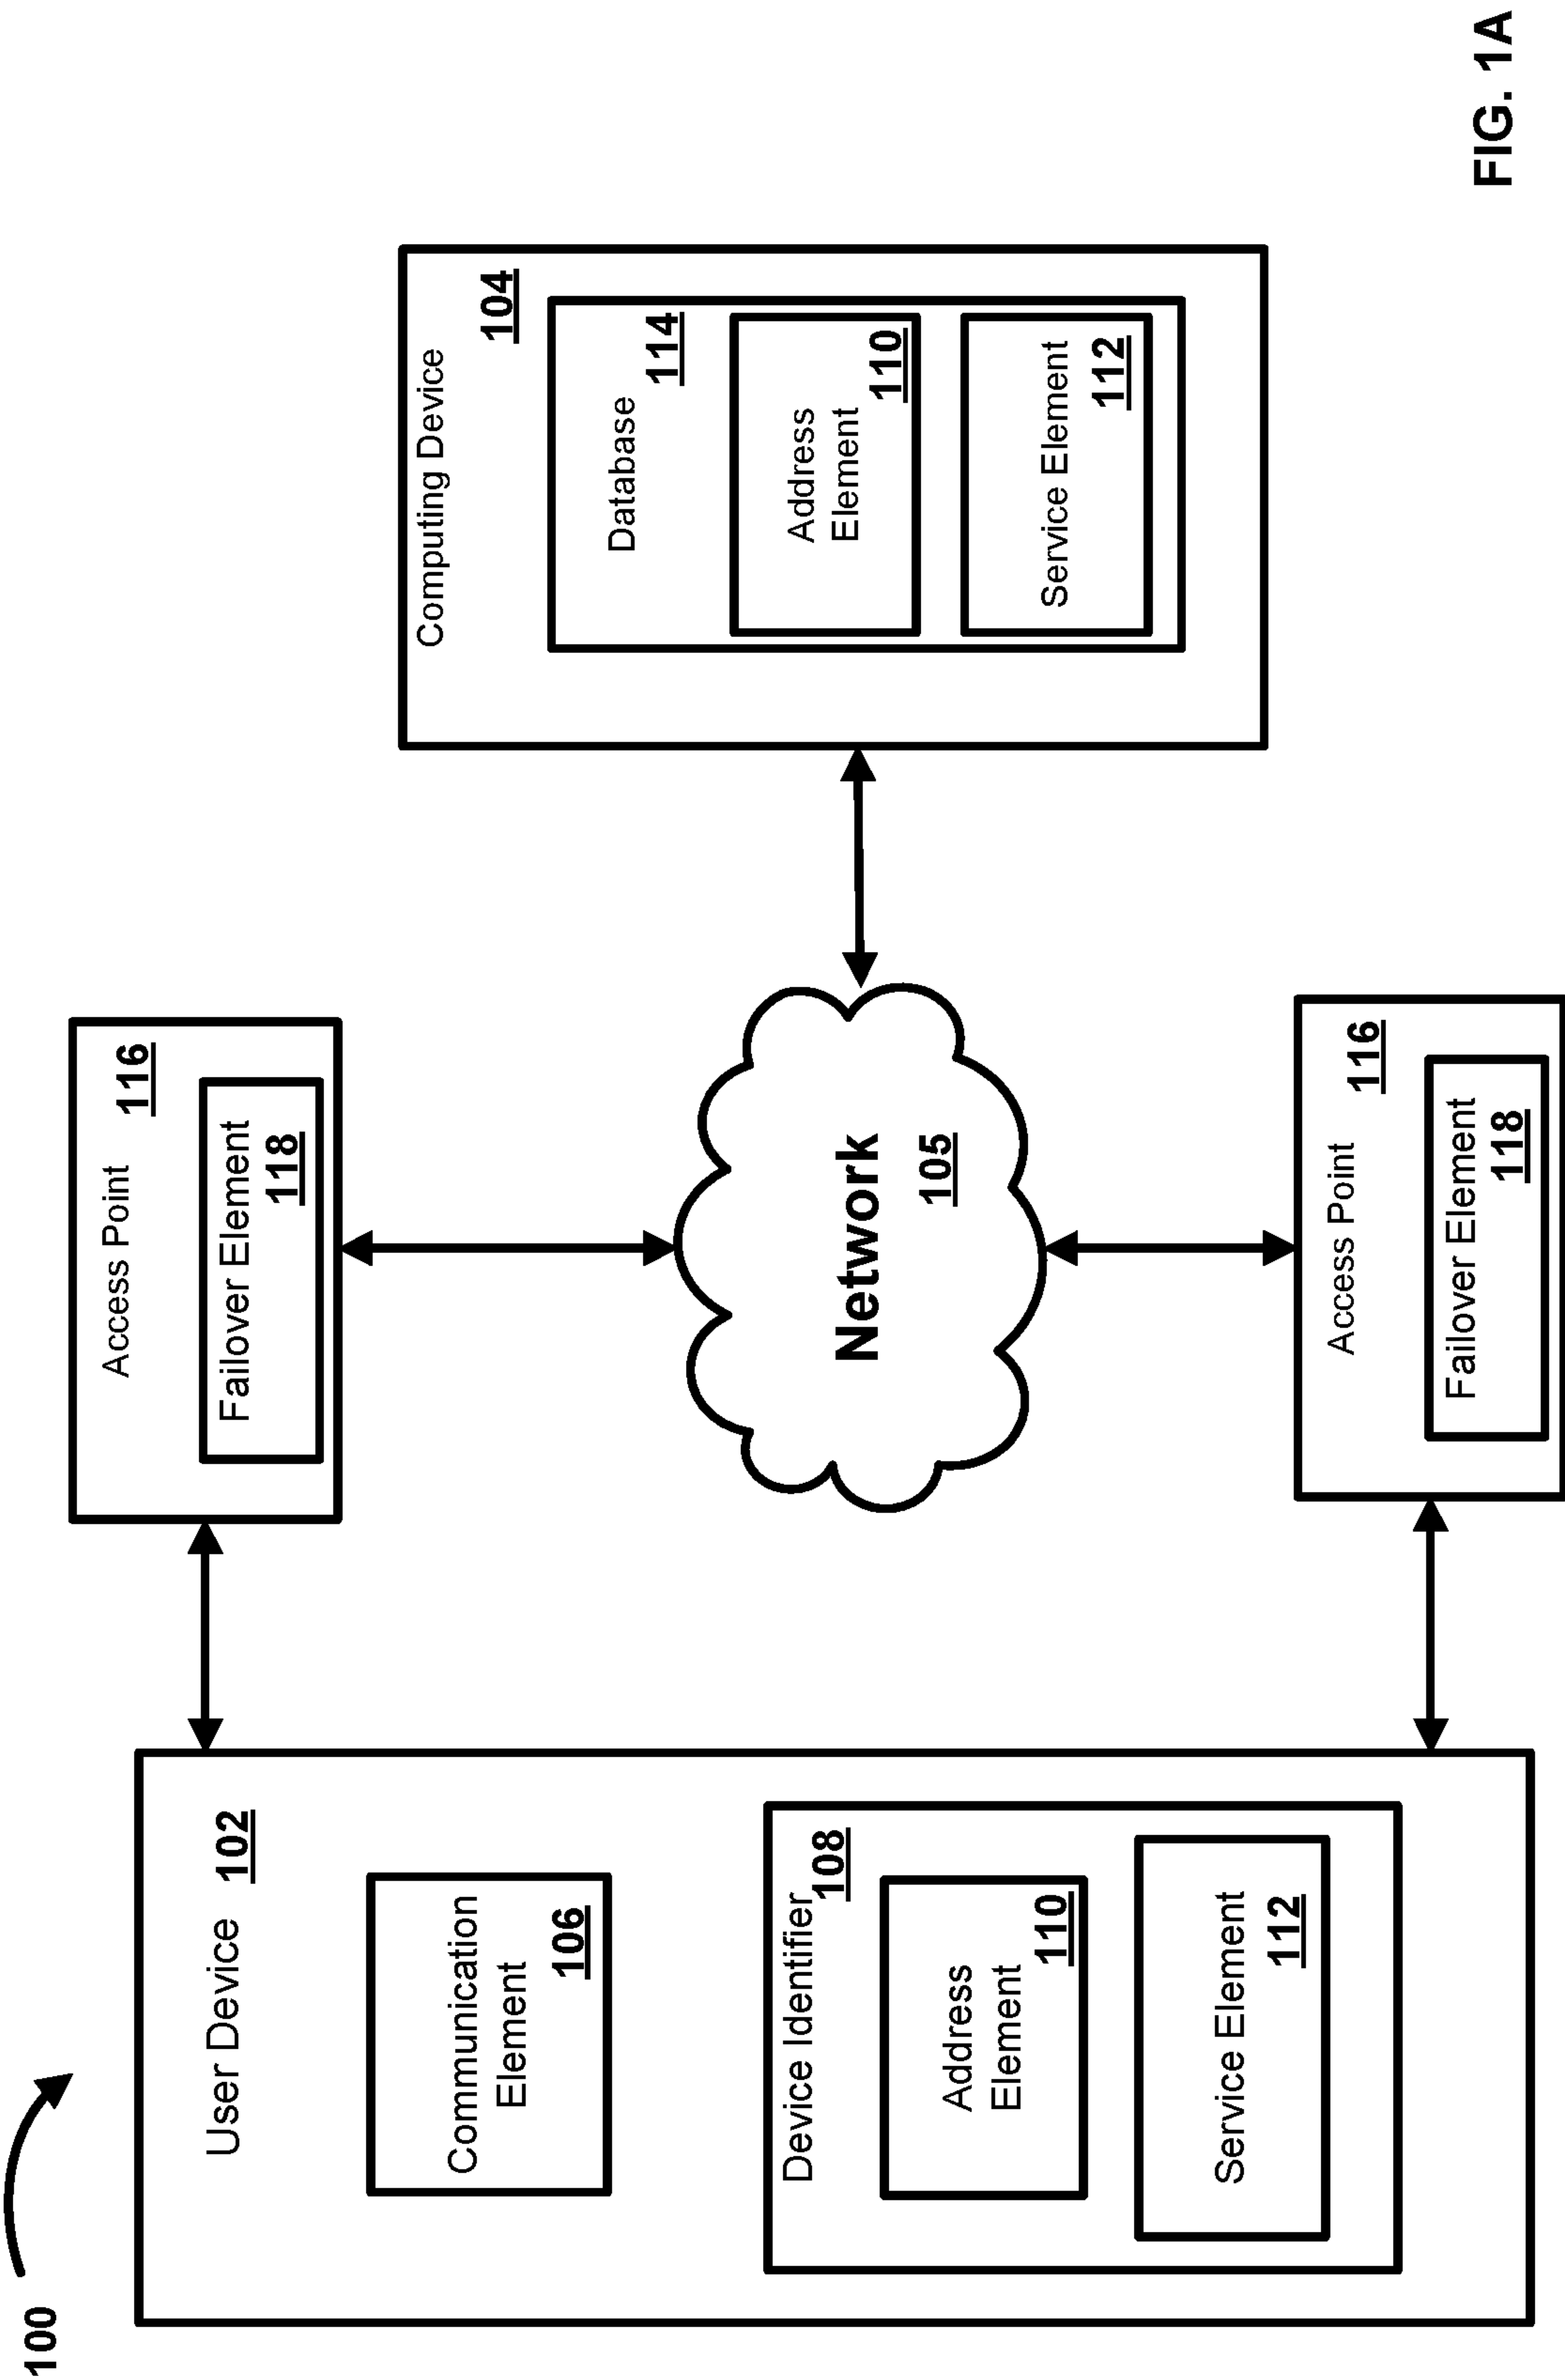 100
User Device 102
Communication
Element
106
Device Identifier
108
Address
Element
110
Service Element
112
Access Point
116
Failover Element
118
Network
105
Access Point
116
Failover Element
118
Computing Device
104
Database
114
Address
Element
110
Service Element
112
FIG. 1A